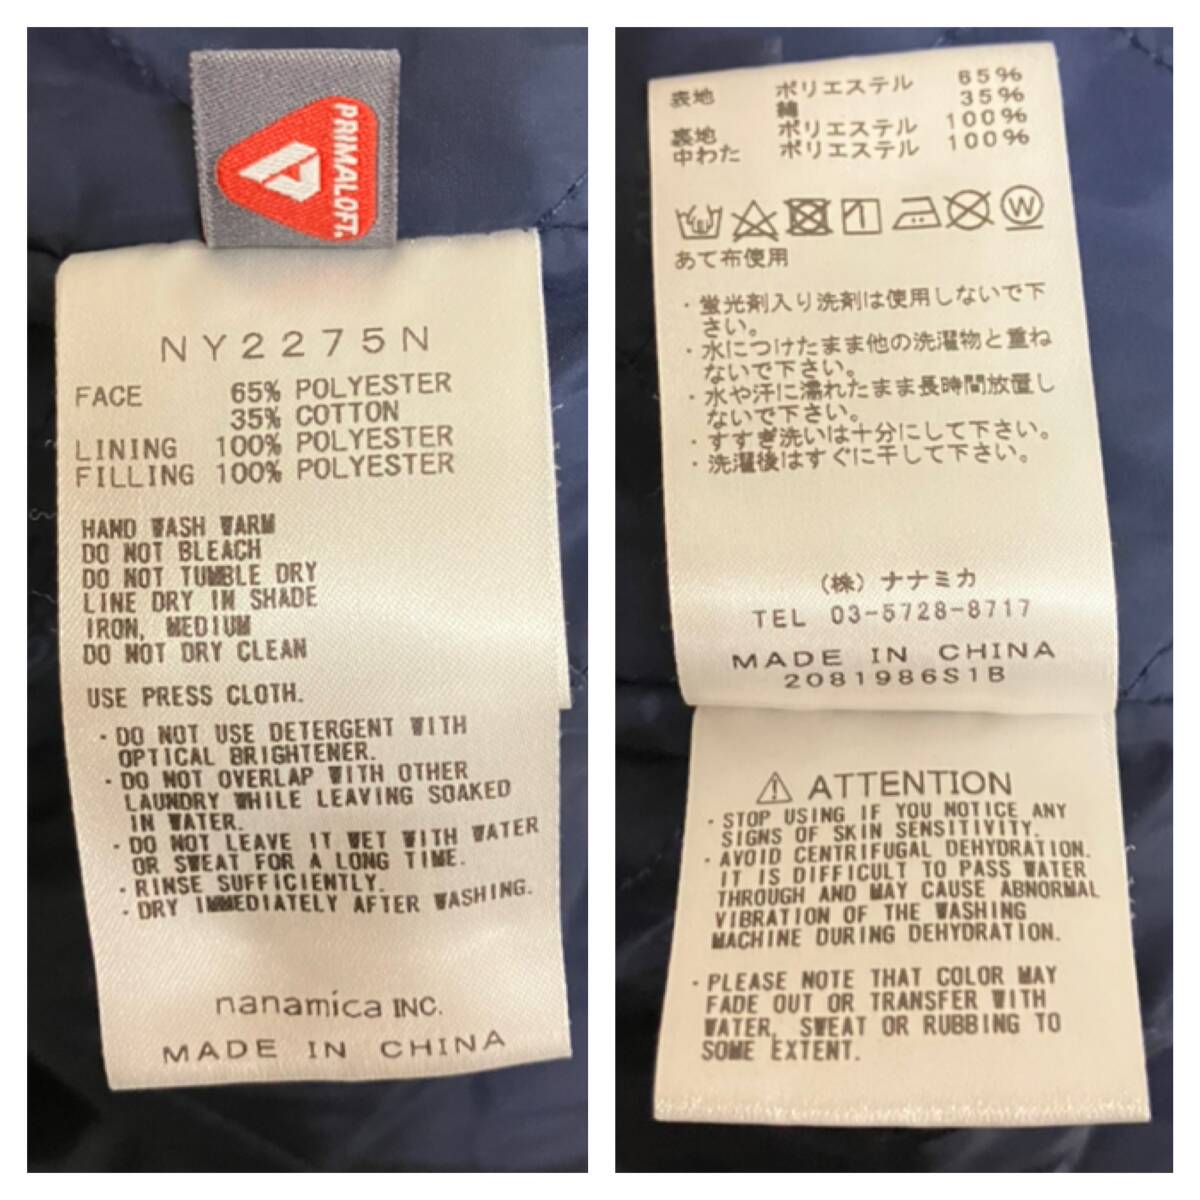 PRIMALOFT.
NY2275N
FACE 65% POLYESTER
35% COTTON
LINING 100% POLYESTER
FILLING 100% POLYESTER
HAND WASH WARM
DO NOT BLEACH
DO NOT TUMBLE DRY
LINE DRY IN SHADE
IRON, MEDIUM
DO NOT DRY CLEAN
USE PRESS CLOTH.
・DO NOT USE DETERGENT WITH
OPTICAL BRIGHTENER.
・DO NOT OVERLAP WITH OTHER
LAUNDRY WHILE LEAVING SOAKED
IN WATER.
・DO NOT LEAVE IT WET WITH WATER
OR SWEAT FOR A LONG TIME.
・RINSE SUFFICIENTLY.
・DRY IMMEDIATELY AFTER WASHING.
nanamica INC.
MADE IN CHINA
表地 ポリエステル 65%
綿 35%
裏地 ポリエステル 100%
中わた ポリエステル 100%
W
あて布使用
・蛍光剤入り洗剤は使用しないで下
さい。
・水につけたまま他の洗濯物と重ね
ないで下さい。
・水や汗に濡れたまま長時間放置し
ないで下さい。
・すすぎ洗いは十分にして下さい。
・洗濯後はすぐに干して下さい。
(株) ナナミカ
TEL 03-5728-8717
MADE IN CHINA
2081986S1B
ATTENTION
・STOP USING IF YOU NOTICE ANY
SIGNS OF SKIN SENSITIVITY.
・AVOID CENTRIFUGAL DEHYDRATION.
IT IS DIFFICULT TO PASS WATER
THROUGH AND MAY CAUSE ABNORMAL
VIBRATION OF THE WASHING
MACHINE DURING DEHYDRATION.
・PLEASE NOTE THAT COLOR MAY
FADE OUT OR TRANSFER WITH
WATER, SWEAT OR RUBBING TO
SOME EXTENT.